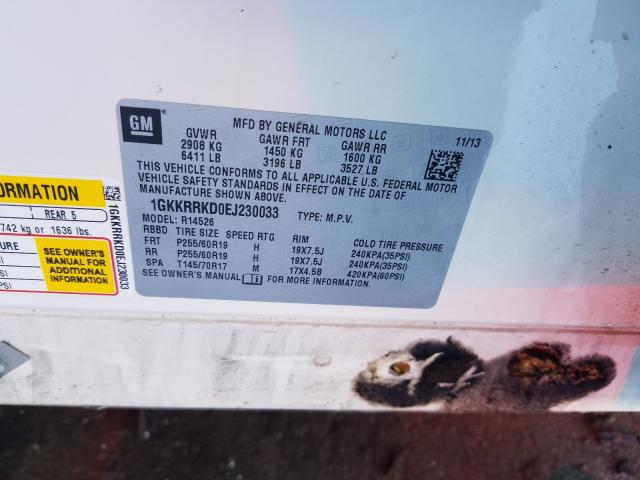 GM
MFD BY GENERAL MOTORS LLC
11/13
GVWR GAWR FRT GAWR RR
2908 KG 1450 KG 1600 KG
6411 LB 3196 LB 3527 LB
THIS VEHICLE CONFORMS TO ALL APPLICABLE U.S. FEDERAL MOTOR
VEHICLE SAFETY STANDARDS IN EFFECT ON THE DATE OF
MANUFACTURE SHOWN ABOVE.
1GKKRRKD0EJ230033 TYPE: M.P.V.
MODEL: R14526
RBBD TIRE SIZE SPEED RTG RIM COLD TIRE PRESSURE
FRT P255/60R19 H 19X7.5J 240KPA(35PSI)
RR P255/60R19 H 19X7.5J 240KPA(35PSI)
SPA T145/70R17 M 17X4.5B 420KPA(60PSI)
SEE OWNER'S MANUAL FOR MORE INFORMATION.
FORMATION
1 REAR 5
742 kg or 1636 lbs.
SEE OWNER'S
MANUAL FOR
ADDITIONAL
INFORMATION
1GKKRRKD0EJ230033